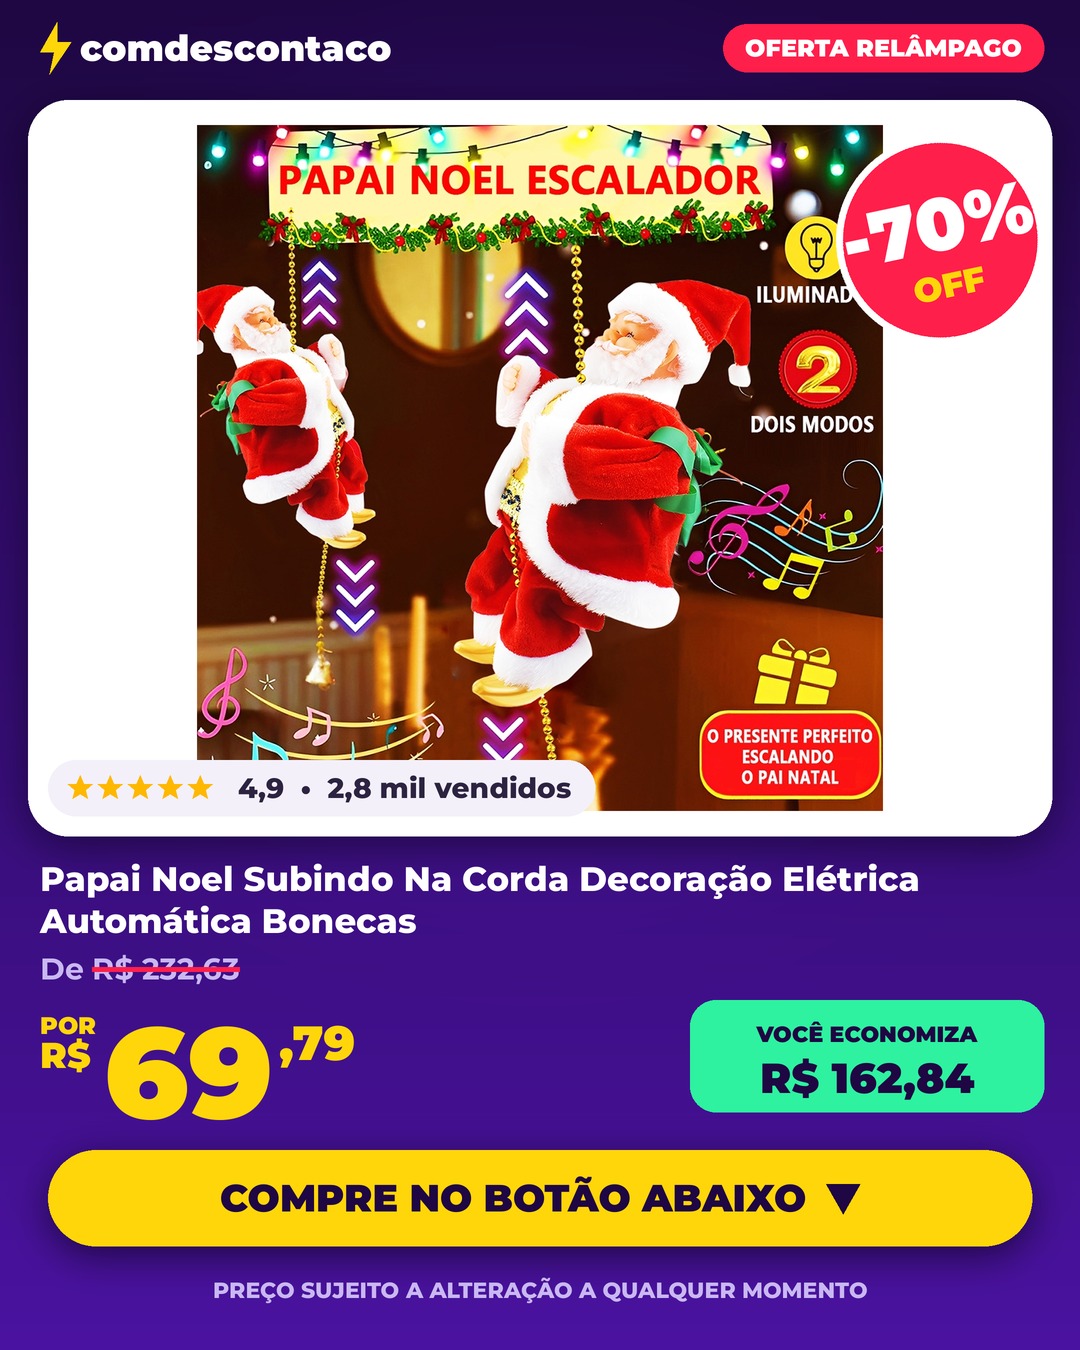 comdescontaco
OFERTA RELÂMPAGO
PAPAI NOEL ESCALADOR
-70%
OFF
2
DOIS MODOS
O PRESENTE PERFEITO
ESCALANDO
O PAI NATAL
4,9 • 2,8 mil vendidos
Papai Noel Subindo Na Corda Decoração Elétrica
Automática Bonecas
De R$ 232,63
POR
R$ 69,79
VOCÊ ECONOMIZA
R$ 162,84
COMPRE NO BOTÃO ABAIXO ▼
PREÇO SUJEITO A ALTERAÇÃO A QUALQUER MOMENTO